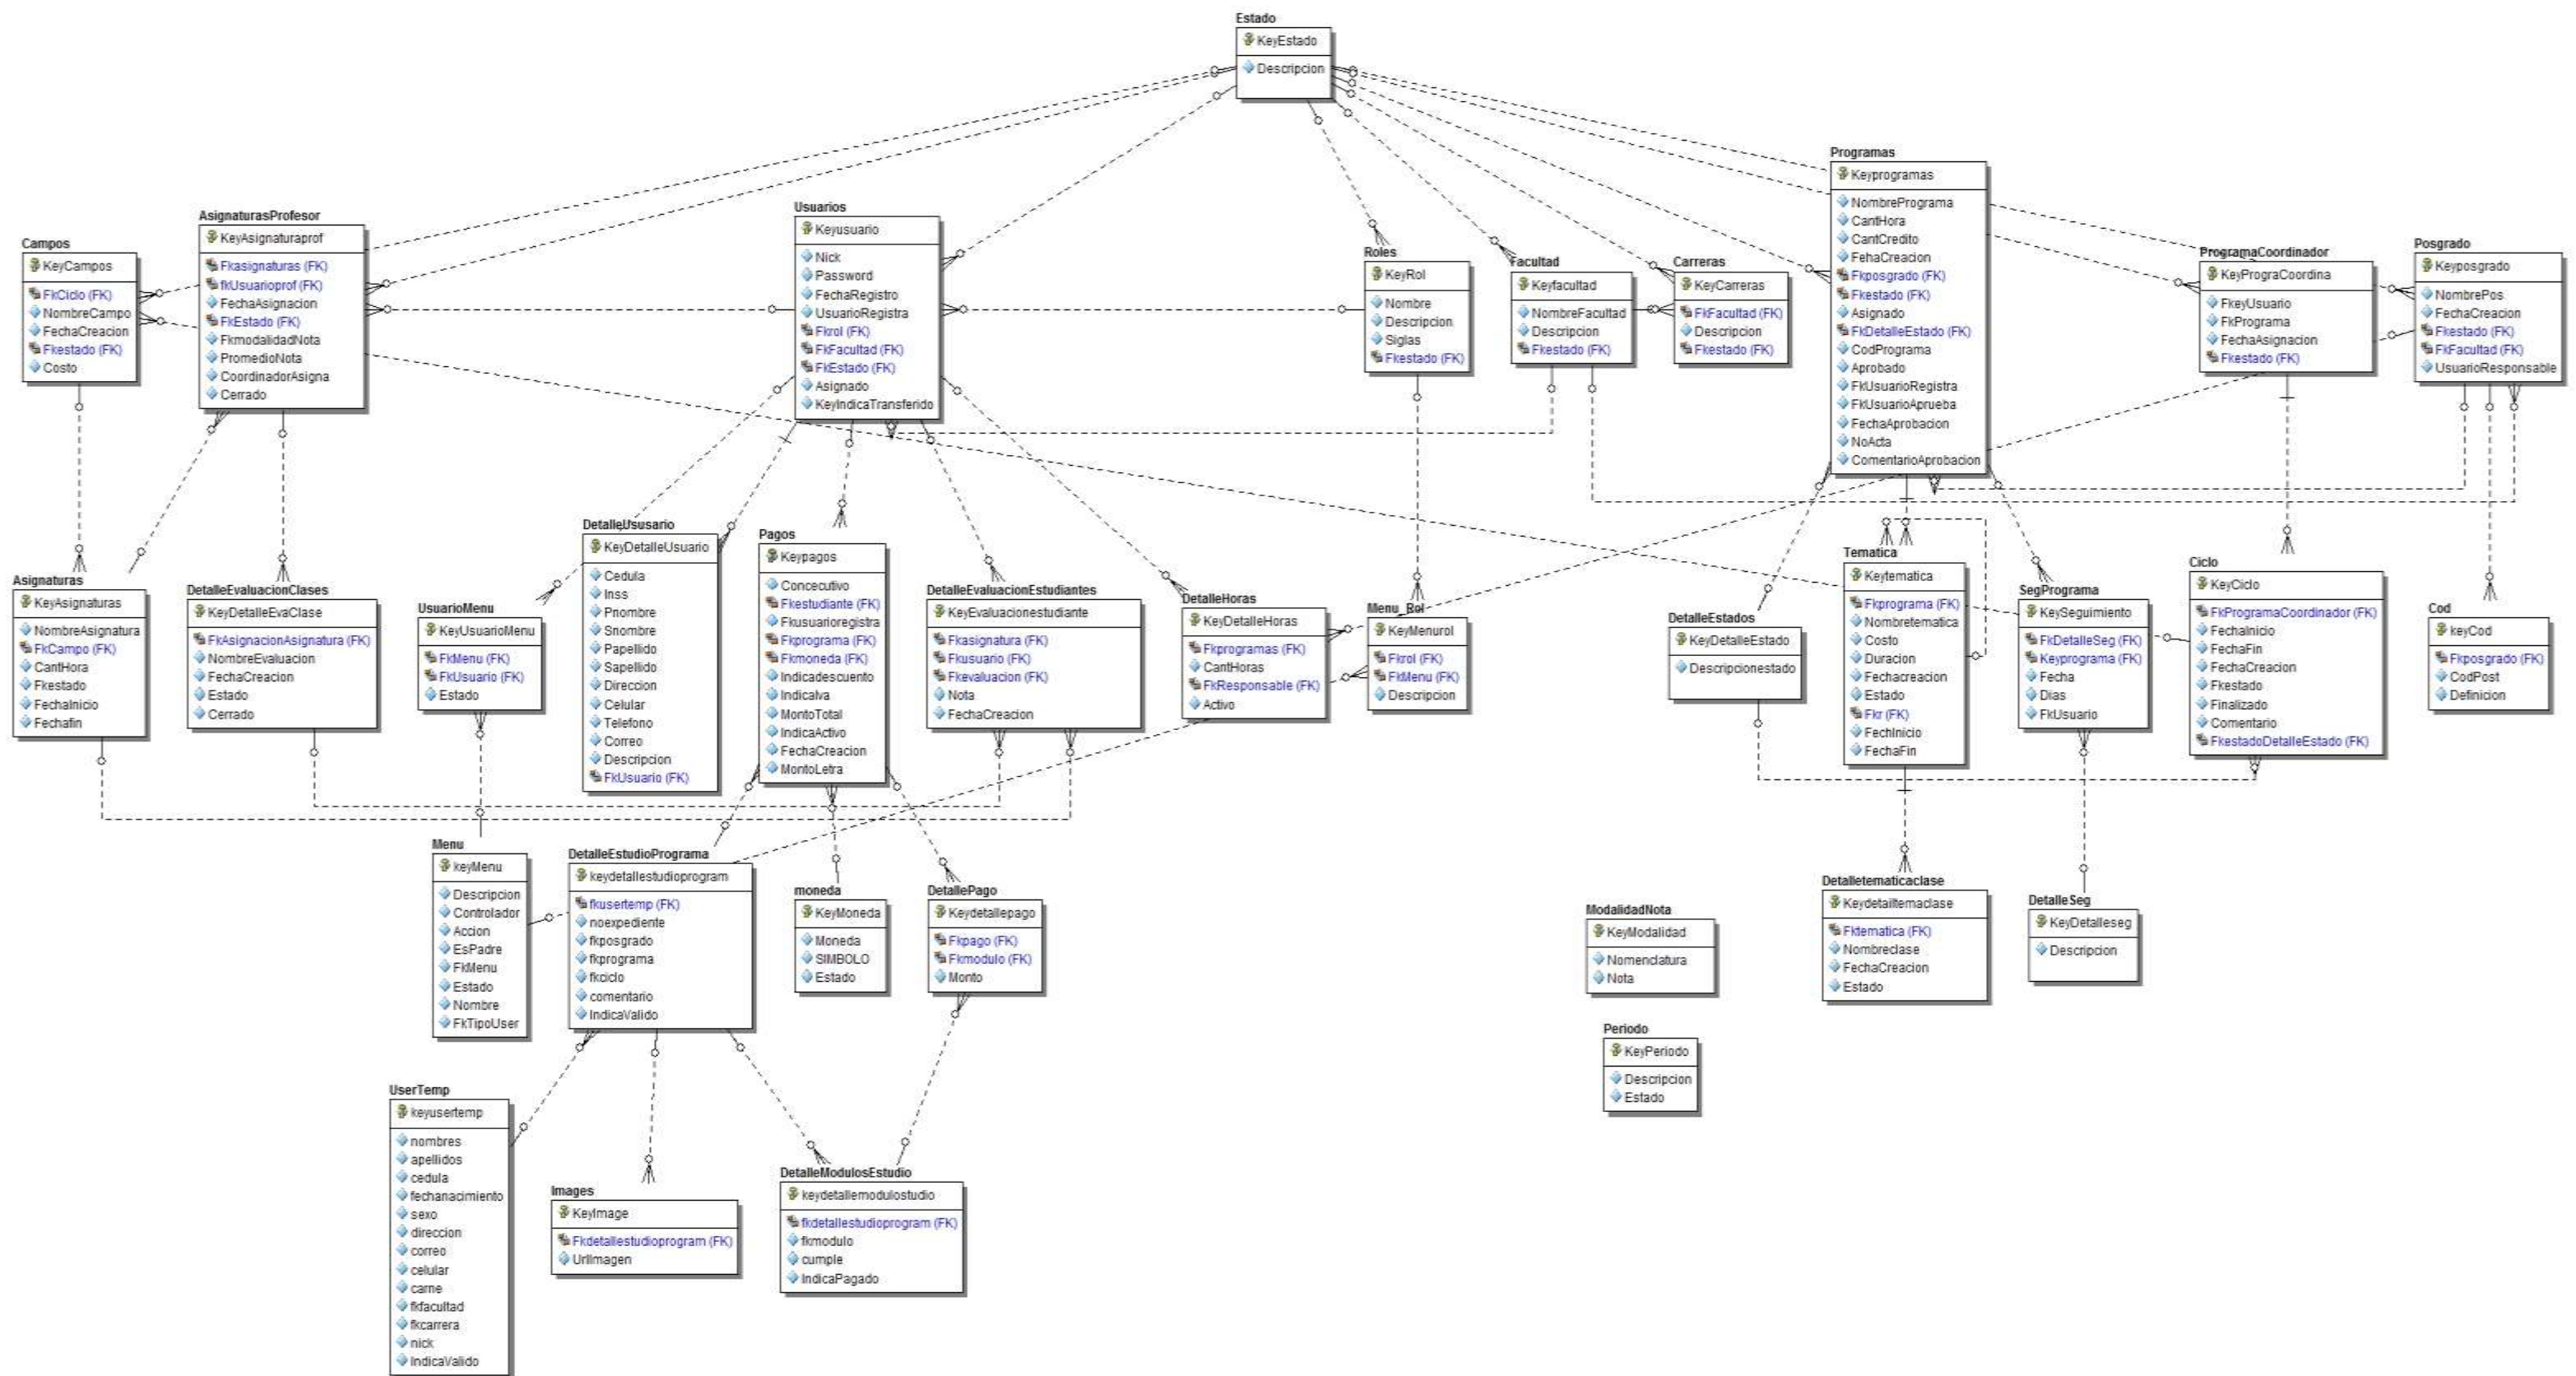 Estado
KeyEstado
Descripcion
Programas
Keyprogramas
NombrePrograma
CantHora
CantCredito
FehaCreacion
Fkposgrado (FK)
Fkestado (FK)
Asignado
FkDetalleEstado (FK)
CodPrograma
Aprobado
FkUsuarioRegistra
FkUsuarioAprueba
FechaAprobacion
NoActa
ComentarioAprobacion
Campos
KeyCampos
FkCiclo (FK)
NombreCampo
FechaCreacion
Fkestado (FK)
Costo
AsignaturasProfesor
KeyAsignaturaprof
Fkasignaturas (FK)
fkUsuarioprof (FK)
FechaAsignacion
FkEstado (FK)
FkmodalidadNota
PromedioNota
CoordinadorAsigna
Cerrado
Usuarios
Keyusuario
Nick
Password
FechaRegistro
UsuarioRegistra
Fkrol (FK)
FkFacultad (FK)
FkEstado (FK)
Asignado
KeyIndicaTransferido
Roles
KeyRol
Nombre
Descripcion
Siglas
Fkestado (FK)
Facultad
Keyfacultad
NombreFacultad
Descripcion
Fkestado (FK)
Carreras
KeyCarreras
FkFacultad (FK)
Descripcion
Fkestado (FK)
ProgramaCoordinador
KeyPrograCoordina
FkeyUsuario
FkPrograma
FechaAsignacion
Fkestado (FK)
Posgrado
Keyposgrado
NombrePos
FechaCreacion
Fkestado (FK)
FkFacultad (FK)
UsuarioResponsable
Asignaturas
KeyAsignaturas
NombreAsignatura
FkCampo (FK)
CantHora
Fkestado
FechaInicio
Fechafin
DetalleEvaluacionClases
KeyDetalleEvaClase
FkAsignacionAsignatura (FK)
NombreEvaluacion
FechaCreacion
Estado
Cerrado
UsuarioMenu
KeyUsuarioMenu
FkMenu (FK)
FkUsuario (FK)
Estado
DetalleUsusario
KeyDetalleUsuario
Cedula
Inss
Pnombre
Snombre
Papellido
Sapellido
Direccion
Celular
Telefono
Correo
Descripcion
FkUsuario (FK)
Pagos
Keypagos
Concecutivo
Fkestudiante (FK)
Fkusuarioregistra
Fkprograma (FK)
Fkmoneda (FK)
Indicadescuento
IndicaIva
MontoTotal
IndicaActivo
FechaCreacion
MontoLetra
DetalleEvaluacionEstudiantes
KeyEvaluacionestudiante
Fkasignatura (FK)
Fkusuario (FK)
Fkevaluacion (FK)
Nota
FechaCreacion
DetalleHoras
KeyDetalleHoras
Fkprogramas (FK)
CantHoras
FkResponsable (FK)
Activo
Menu_Rol
KeyMenurol
Fkrol (FK)
FkMenu (FK)
Descripcion
DetalleEstados
KeyDetalleEstado
Descripcionestado
Tematica
Keytematica
Fkprograma (FK)
Nombretematica
Costo
Duracion
Fechacreacion
Estado
Fkr (FK)
FechInicio
FechaFin
SegPrograma
KeySeguimiento
FkDetalleSeg (FK)
Keyprograma (FK)
Fecha
Dias
FkUsuario
Ciclo
KeyCiclo
FkProgramaCoordinador (FK)
FechaInicio
FechaFin
FechaCreacion
Fkestado
Finalizado
Comentario
FkestadoDetalleEstado (FK)
Cod
keyCod
Fkposgrado (FK)
CodPost
Definicion
Menu
keyMenu
Descripcion
Controlador
Accion
EsPadre
FkMenu
Estado
Nombre
FkTipoUser
DetalleEstudioPrograma
keydetallestudioprogram
fkusertemp (FK)
noexpediente
fkposgrado
fkprograma
fkciclo
comentario
IndicaValido
moneda
KeyMoneda
Moneda
SIMBOLO
Estado
DetallePago
Keydetallepago
Fkpago (FK)
Fkmodulo (FK)
Monto
ModalidadNota
KeyModalidad
Nomenclatura
Nota
Detalletematicaclase
Keydetailtemaclase
Fktematica (FK)
Nombreclase
FechaCreacion
Estado
DetalleSeg
KeyDetalleseg
Descripcion
Periodo
KeyPeriodo
Descripcion
Estado
UserTemp
keyusertemp
nombres
apellidos
cedula
fechanacimiento
sexo
direccion
correo
celular
carne
fkfacultad
fkcarrera
nick
IndicaValido
Images
KeyImage
Fkdetallestudioprogram (FK)
UrlImagen
DetalleModulosEstudio
keydetallemodulostudio
fkdetallestudioprogram (FK)
fkmodulo
cumple
IndicaPagado